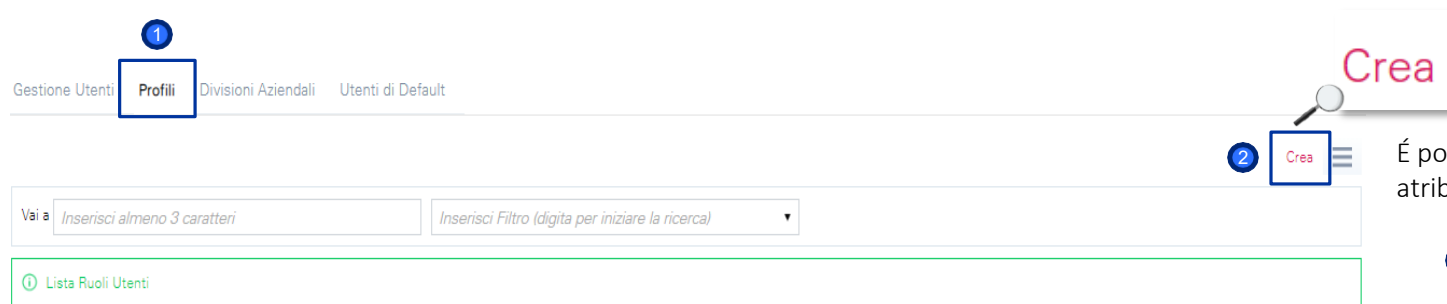 1
Crea
Gestione Utenti Profili Divisioni Aziendali Utenti di Default
2 Crea
É po
atrib
Vai a Inserisci almeno 3 caratteri Inserisci Filtro (digita per iniziare la ricerca)
Lista Ruoli Utenti